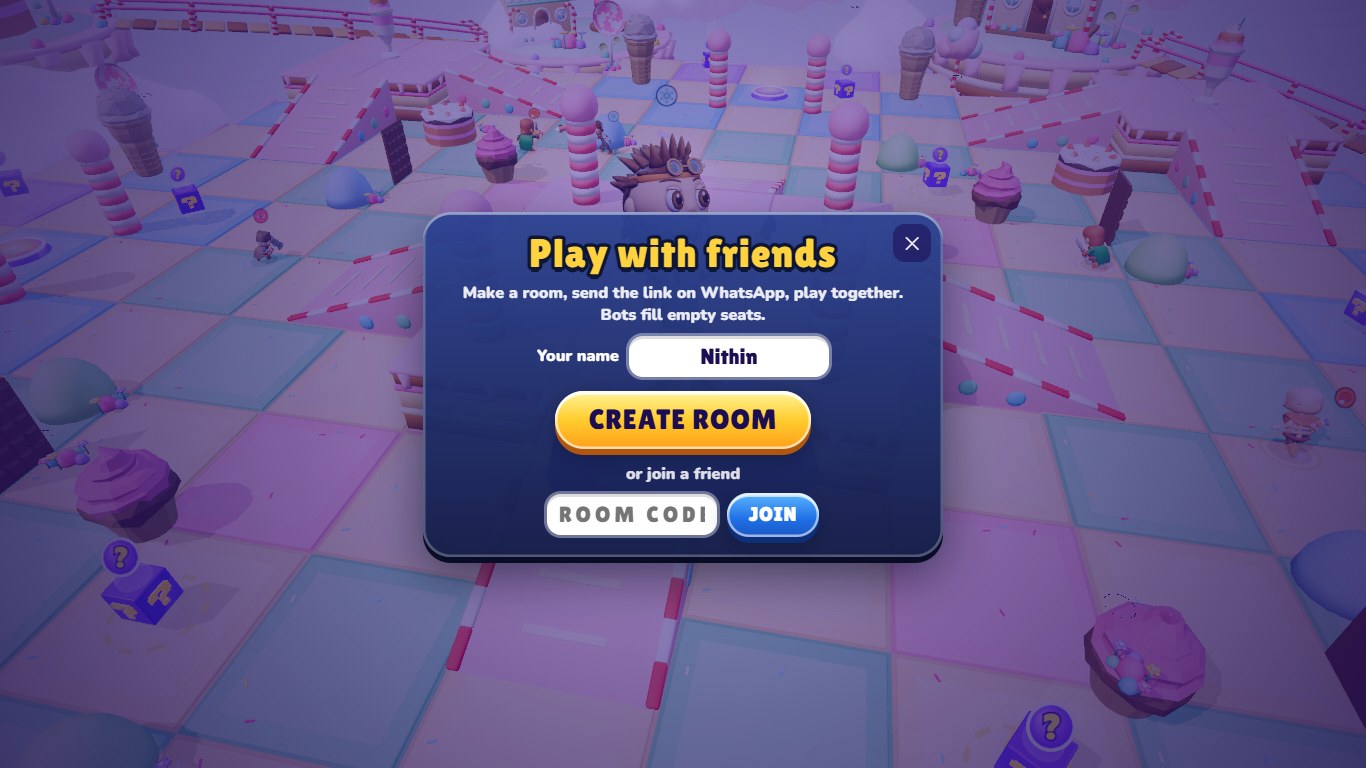 Play with friends
Make a room, send the link on WhatsApp, play together.
Bots fill empty seats.
Your name Nithin
CREATE ROOM
or join a friend
ROOM CODI JOIN